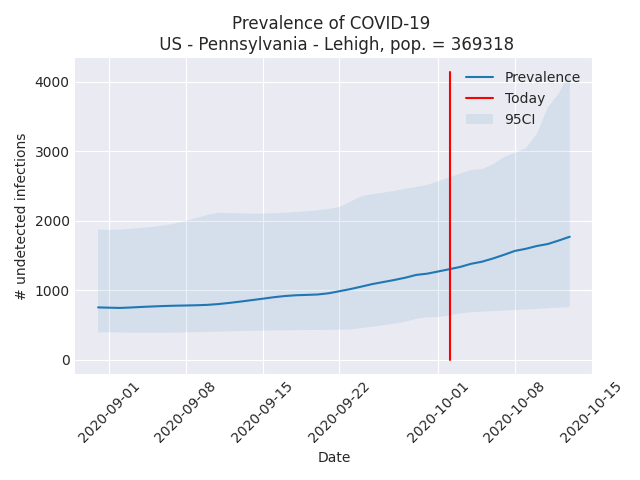 Prevalence of COVID-19
US - Pennsylvania - Lehigh, pop. = 369318
Prevalence
Today
95CI
4000
3000
2000
1000
0
# undetected infections
2020-09-01
2020-09-08
2020-09-15
2020-09-22
2020-10-01
2020-10-08
2020-10-15
Date